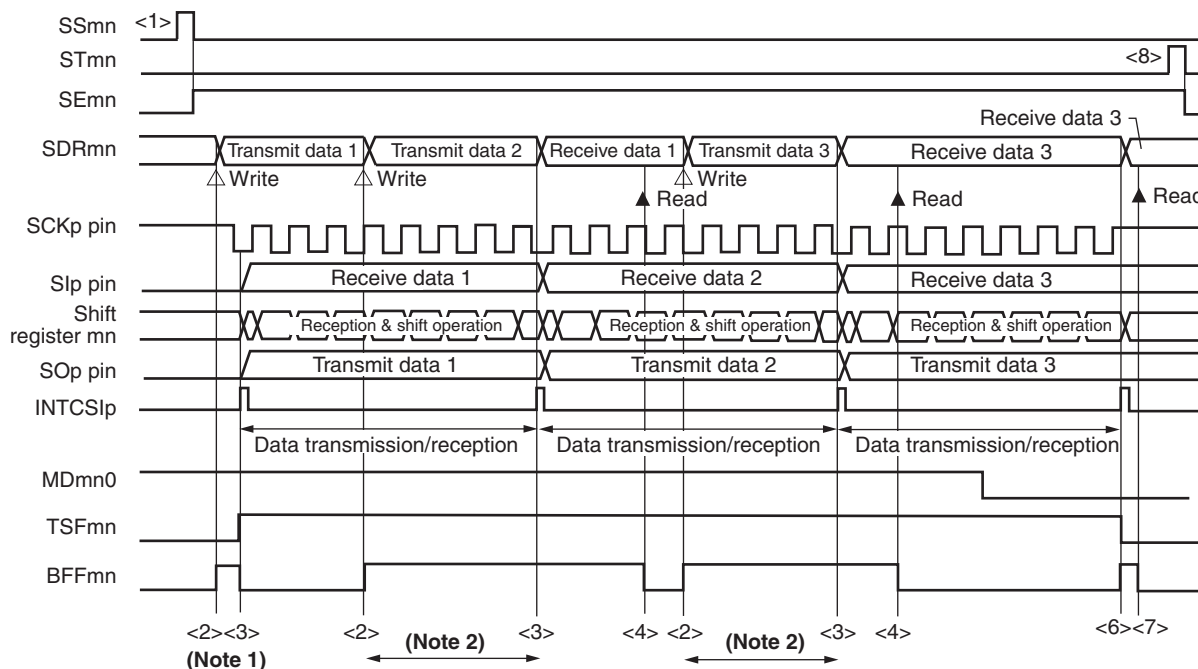 SSmn <1>
STmn <8>
SEmn
Receive data 3
SDRmn Transmit data 1 Transmit data 2 Receive data 1 Transmit data 3 Receive data 3
Write Write Write
Read Read Read
SCKp pin
SIp pin Receive data 1 Receive data 2 Receive data 3
Shift
register mn Reception & shift operation Reception & shift operation Reception & shift operation
SOp pin Transmit data 1 Transmit data 2 Transmit data 3
INTCSIp
Data transmission/reception Data transmission/reception Data transmission/reception
MDmn0
TSFmn
BFFmn
<2><3> <2> <3> <4> <2> <3> <4> <6><7>
(Note 1) (Note 2) (Note 2)